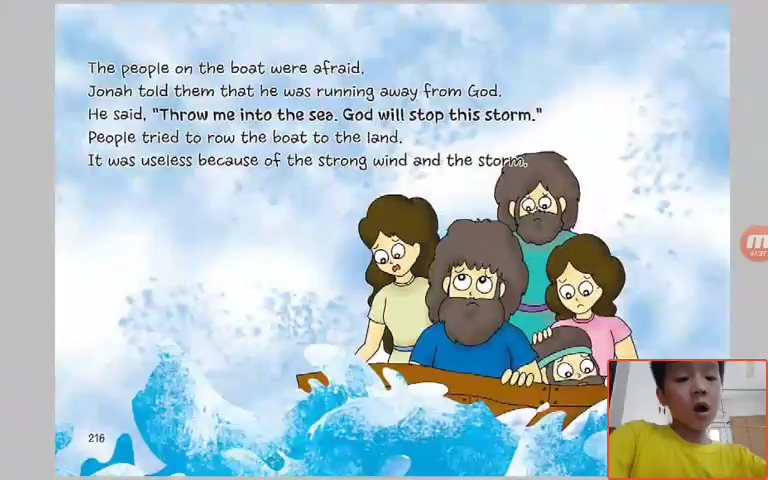 The people on the boat were afraid.
Jonah told them that he was running away from God.
He said, "Throw me into the sea. God will stop this storm."
People tried to row the boat to the land.
It was useless because of the strong wind and the storm.
07:37
216